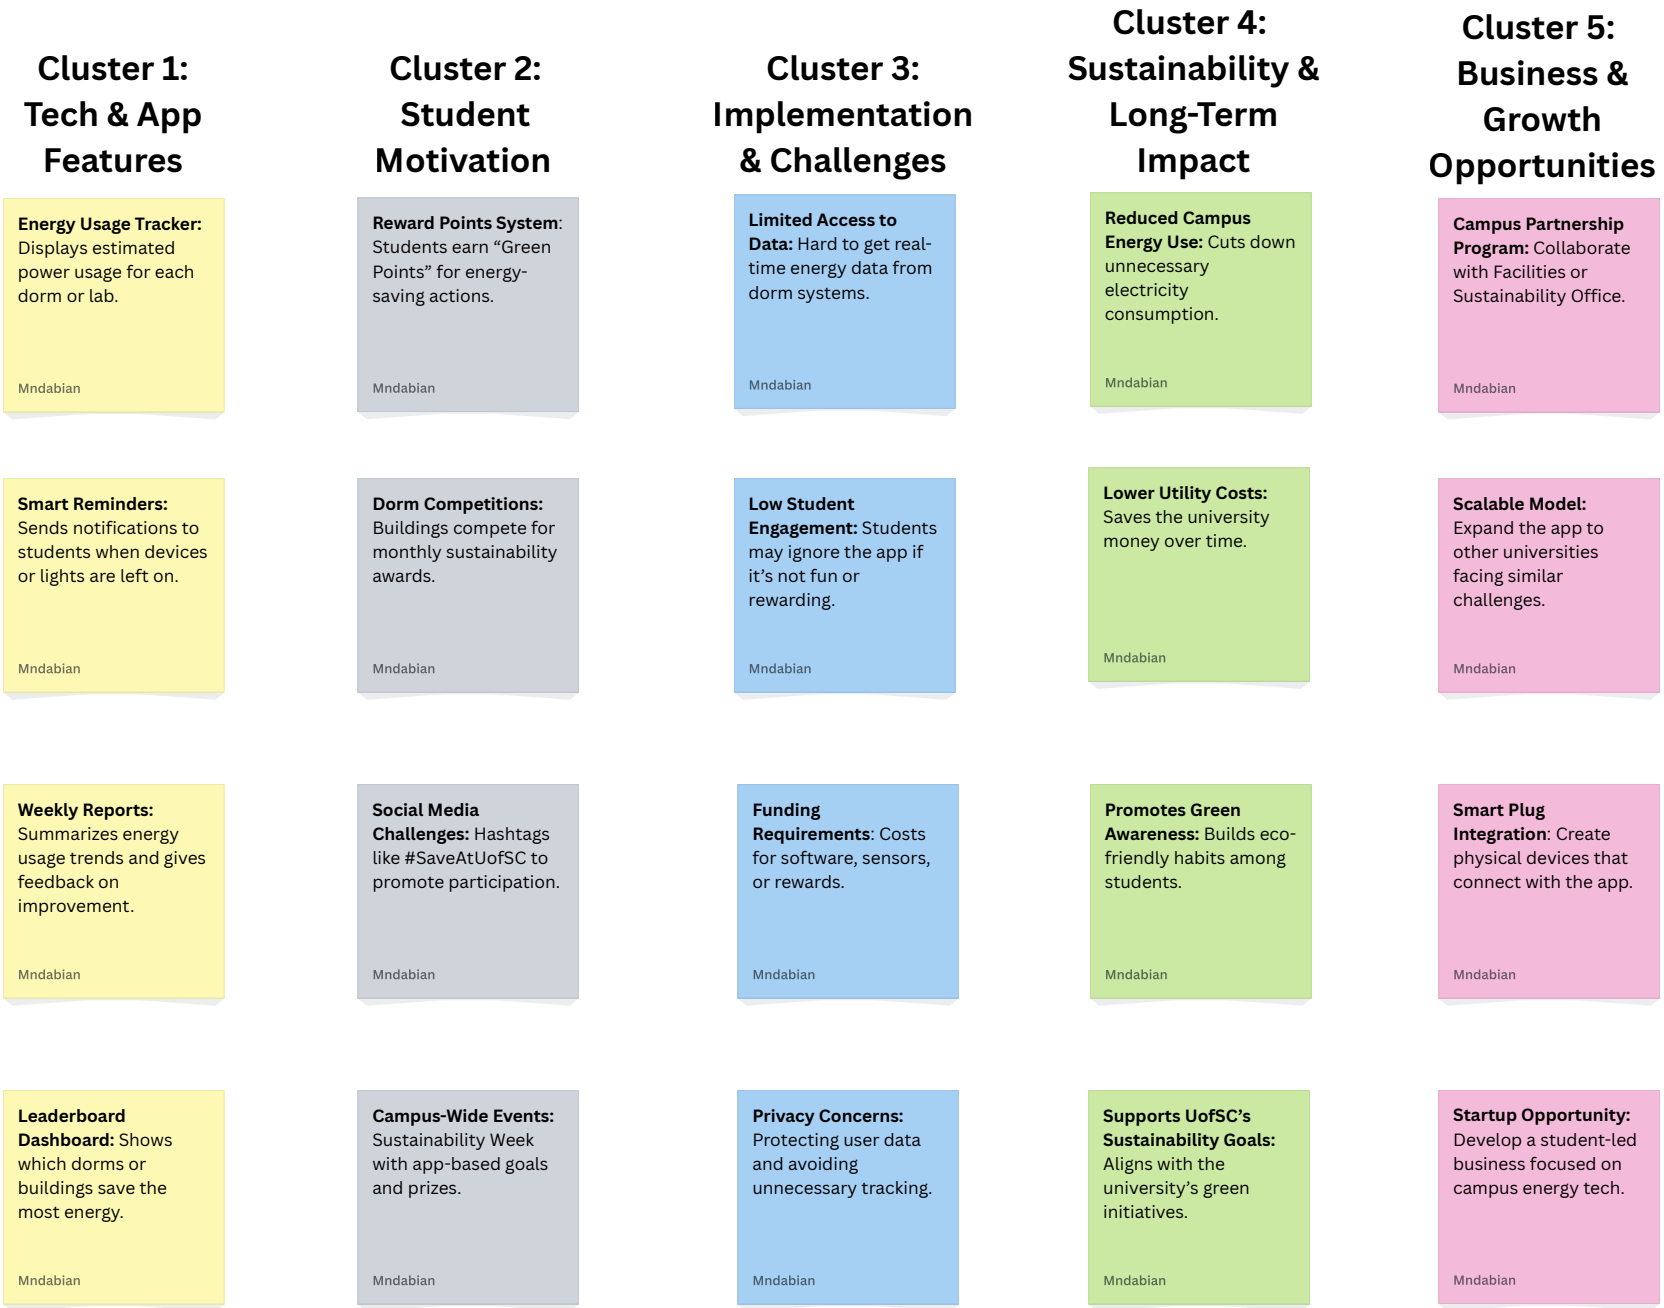 Cluster 1:
Tech & App
Features
Energy Usage Tracker:
Displays estimated
power usage for each
dorm or lab.
Mndabian
Smart Reminders:
Sends notifications to
students when devices
or lights are left on.
Mndabian
Weekly Reports:
Summarizes energy
usage trends and gives
feedback on
improvement.
Mndabian
Leaderboard
Dashboard: Shows
which dorms or
buildings save the
most energy.
Mndabian
Cluster 2:
Student
Motivation
Reward Points System:
Students earn “Green
Points” for energy-
saving actions.
Mndabian
Dorm Competitions:
Buildings compete for
monthly sustainability
awards.
Mndabian
Social Media
Challenges: Hashtags
like #SaveAtUofSC to
promote participation.
Mndabian
Campus-Wide Events:
Sustainability Week
with app-based goals
and prizes.
Mndabian
Cluster 3:
Implementation
& Challenges
Limited Access to
Data: Hard to get real-
time energy data from
dorm systems.
Mndabian
Low Student
Engagement: Students
may ignore the app if
it’s not fun or
rewarding.
Mndabian
Funding
Requirements: Costs
for software, sensors,
or rewards.
Mndabian
Privacy Concerns:
Protecting user data
and avoiding
unnecessary tracking.
Mndabian
Cluster 4:
Sustainability &
Long-Term
Impact
Reduced Campus
Energy Use: Cuts down
unnecessary
electricity
consumption.
Mndabian
Lower Utility Costs:
Saves the university
money over time.
Mndabian
Promotes Green
Awareness: Builds eco-
friendly habits among
students.
Mndabian
Supports UofSC’s
Sustainability Goals:
Aligns with the
university’s green
initiatives.
Mndabian
Cluster 5:
Business &
Growth
Opportunities
Campus Partnership
Program: Collaborate
with Facilities or
Sustainability Office.
Mndabian
Scalable Model:
Expand the app to
other universities
facing similar
challenges.
Mndabian
Smart Plug
Integration: Create
physical devices that
connect with the app.
Mndabian
Startup Opportunity:
Develop a student-led
business focused on
campus energy tech.
Mndabian